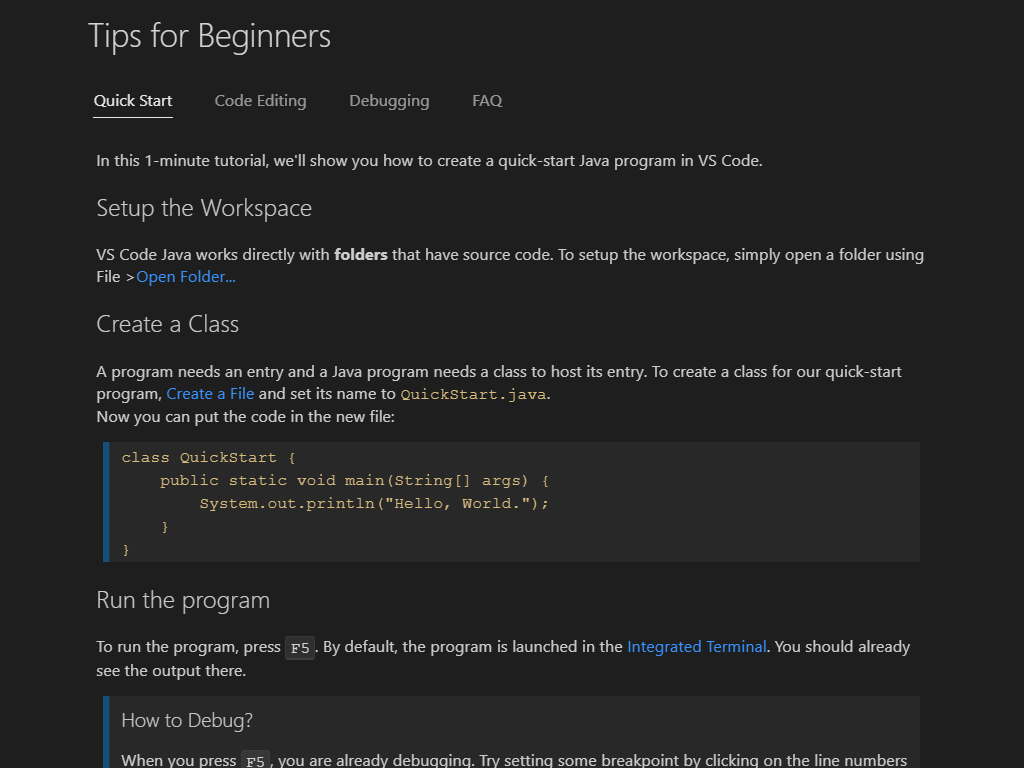 Tips for Beginners
Quick Start Code Editing Debugging FAQ
In this 1-minute tutorial, we'll show you how to create a quick-start Java program in VS Code.
Setup the Workspace
VS Code Java works directly with folders that have source code. To setup the workspace, simply open a folder using
File >Open Folder...
Create a Class
A program needs an entry and a Java program needs a class to host its entry. To create a class for our quick-start
program, Create a File and set its name to QuickStart.java.
Now you can put the code in the new file:
class QuickStart {
    public static void main(String[] args) {
        System.out.println("Hello, World.");
    }
}
Run the program
To run the program, press F5. By default, the program is launched in the Integrated Terminal. You should already
see the output there.
How to Debug?
When you press F5, you are already debugging. Try setting some breakpoint by clicking on the line numbers